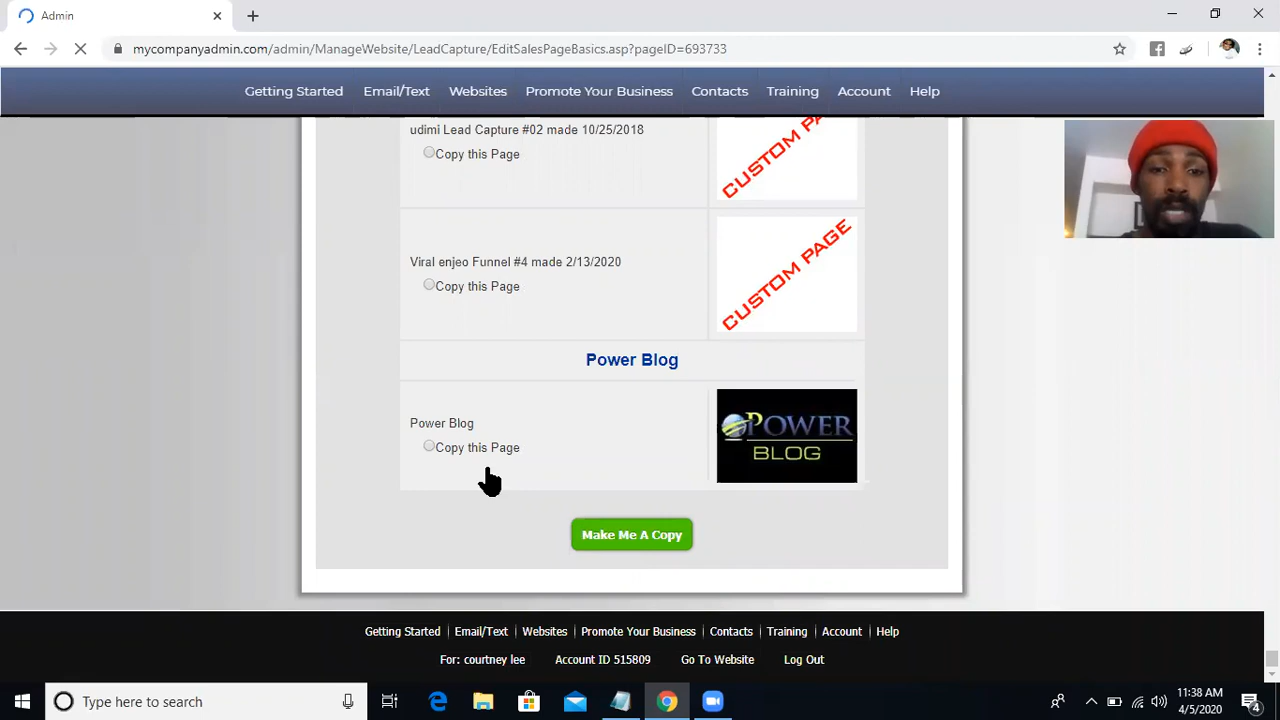 Admin
mycompanyadmin.com/admin/ManageWebsite/LeadCapture/EditSalesPageBasics.asp?pageID=693733
Getting Started Email/Text Websites Promote Your Business Contacts Training Account Help
udimi Lead Capture #02 made 10/25/2018
Copy this Page
CUSTOM PA
Viral enjeo Funnel #4 made 2/13/2020
Copy this Page
CUSTOM PAGE
Power Blog
Power Blog
Copy this Page
POWER
BLOG
Make Me A Copy
Getting Started Email/Text Websites Promote Your Business Contacts Training Account Help
For: courtney lee Account ID 515809 Go To Website Log Out
Type here to search
11:38 AM
4/5/2020
4